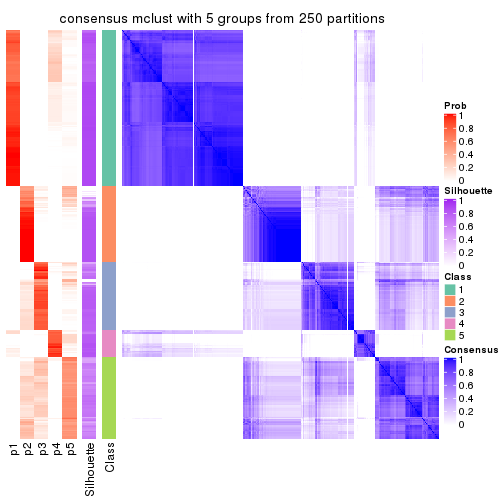 consensus mclust with 5 groups from 250 partitions
Prob
1
0.8
0.6
0.4
0.2
0
Silhouette
1
0.8
0.6
0.4
0.2
0
Class
1
2
3
4
5
Consensus
1
0.8
0.6
0.4
0.2
0
p1
p2
p3
p4
p5
Silhouette
Class